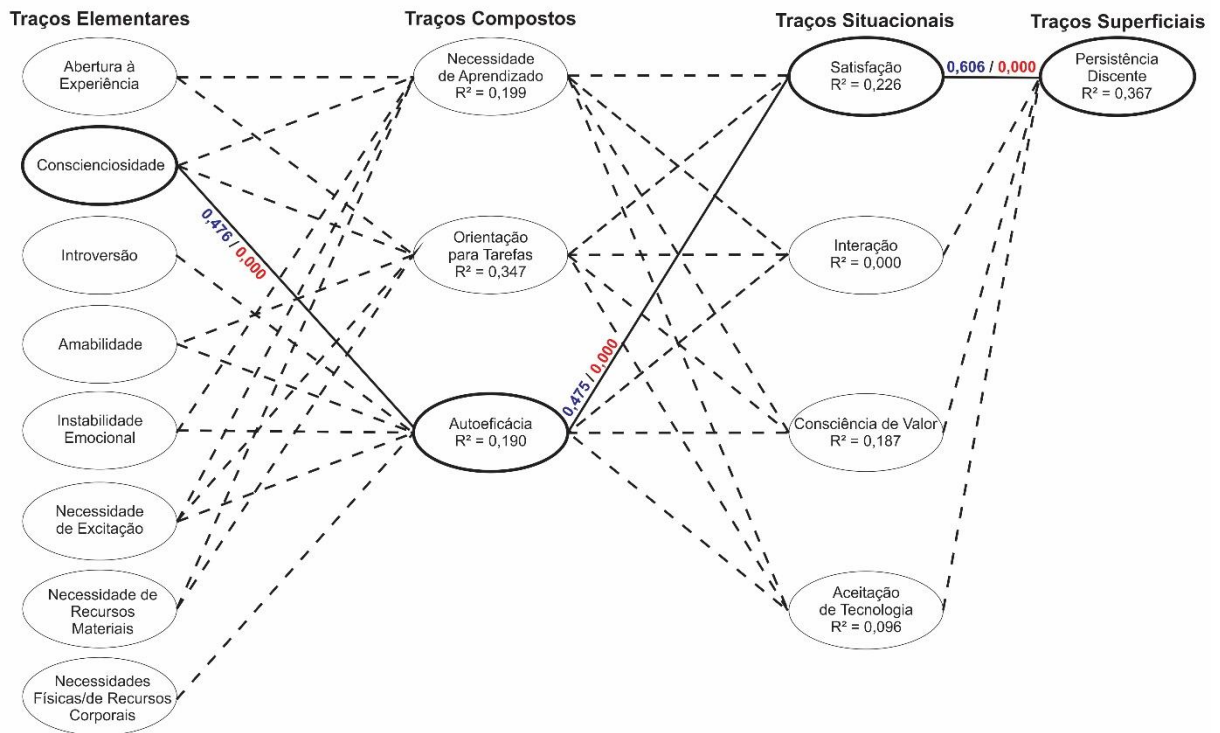 Traços Elementares
Traços Compostos
Traços Situacionais
Traços Superficiais
Abertura à
Experiência
Conscienciosidade
Introversão
Amabilidade
Instabilidade
Emocional
Necessidade
de Excitação
Necessidade de
Recursos
Materiais
Necessidades
Físicas/de Recursos
Corporais
0,476 / 0,000
Necessidade
de Aprendizado
R² = 0,199
Orientação
para Tarefas
R² = 0,347
Autoeficácia
R² = 0,190
0,475 / 0,000
Satisfação
R² = 0,226
Interação
R² = 0,000
Consciência de Valor
R² = 0,187
Aceitação
de Tecnologia
R² = 0,096
0,606 / 0,000
Persistência
Discente
R² = 0,367